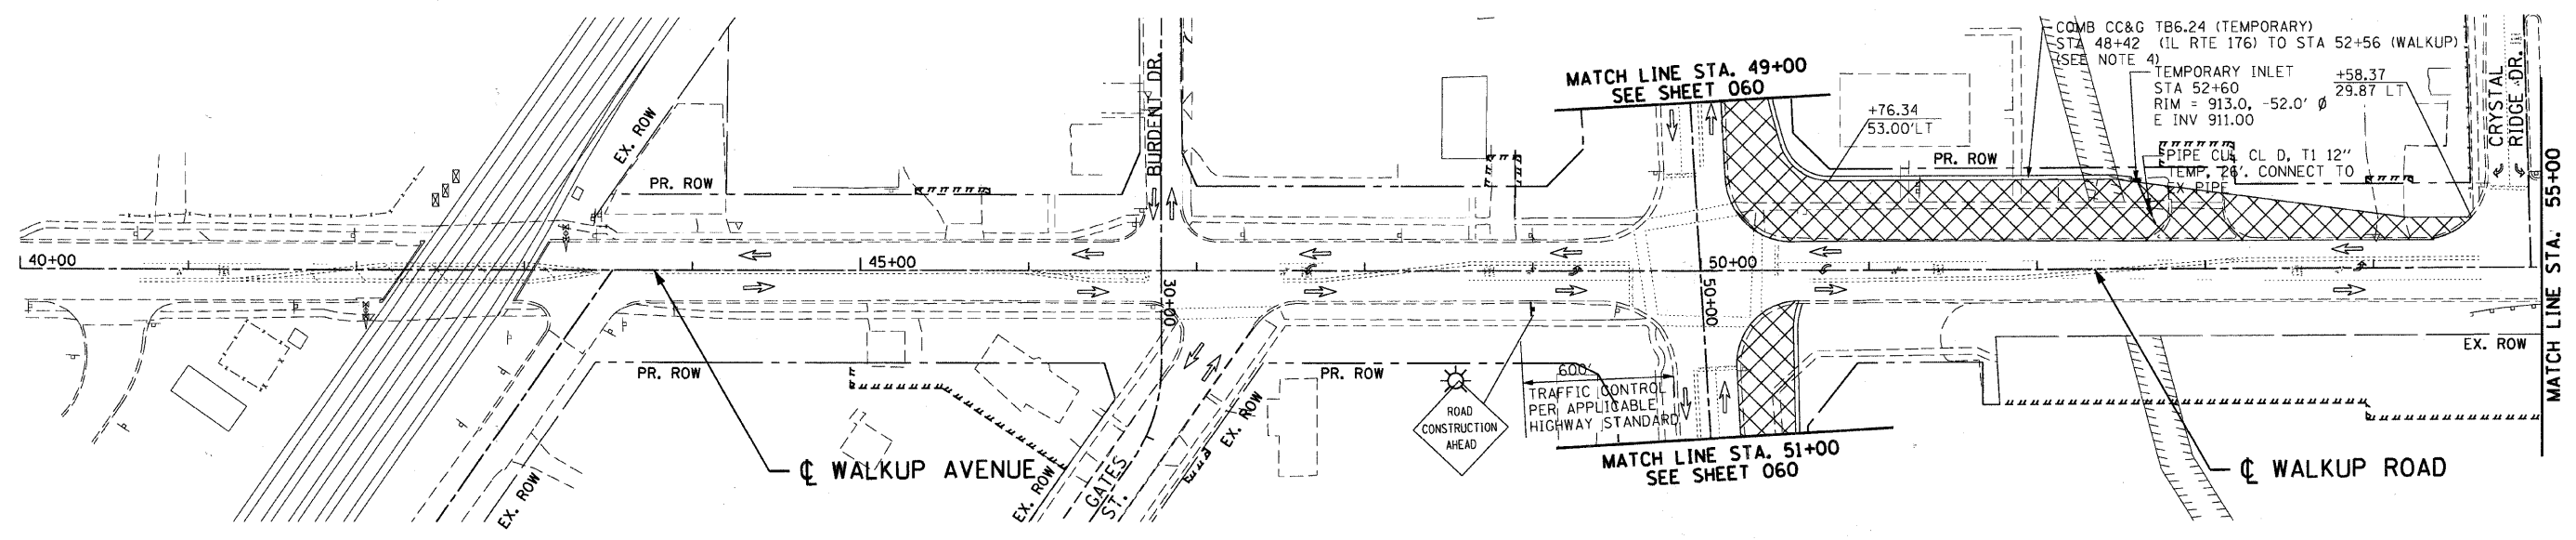 COMB CC&G TB6.24 (TEMPORARY)
STA 48+42 (IL RTE 176) TO STA 52+56 (WALKUP)
(SEE NOTE 4)
TEMPORARY INLET
STA 52+60
RIM = 913.0, -52.0' Ø
E INV 911.00
+58.37
29.87 LT
CRYSTAL
RIDGE DR.
MATCH LINE STA. 49+00
SEE SHEET 060
+76.34
53.00'LT
BURDENT DR.
EX. ROW
PR. ROW
PR. ROW
PIPE CUL CL D, T1 12"
TEMP, 26'. CONNECT TO
EX PIPE
MATCH LINE STA. 55+00
40+00
45+00
50+00
30+00
50+00
EX. ROW
PR. ROW
PR. ROW
600'
TRAFFIC CONTROL
PER APPLICABLE
HIGHWAY STANDARD
ROAD
CONSTRUCTION
AHEAD
MATCH LINE STA. 51+00
SEE SHEET 060
℄ WALKUP AVENUE
℄ WALKUP ROAD
EX. ROW
EX. ROW
GATES
ST.
EX. ROW